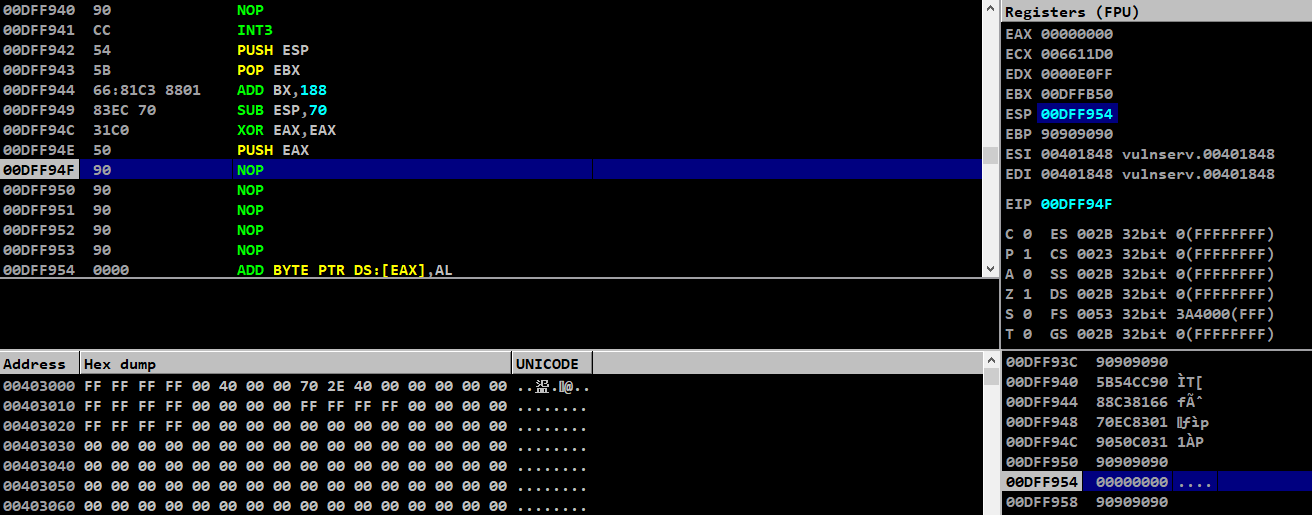 00DFF940 90 NOP
00DFF941 CC INT3
00DFF942 54 PUSH ESP
00DFF943 5B POP EBX
00DFF944 66:81C3 8801 ADD BX,188
00DFF949 83EC 70 SUB ESP,70
00DFF94C 31C0 XOR EAX,EAX
00DFF94E 50 PUSH EAX
00DFF94F 90 NOP
00DFF950 90 NOP
00DFF951 90 NOP
00DFF952 90 NOP
00DFF953 90 NOP
00DFF954 0000 ADD BYTE PTR DS:[EAX],AL
Registers (FPU)
EAX 00000000
ECX 006611D0
EDX 0000E0FF
EBX 00DFFB50
ESP 00DFF954
EBP 90909090
ESI 00401848 vulnserv.00401848
EDI 00401848 vulnserv.00401848
EIP 00DFF94F
C 0 ES 002B 32bit 0(FFFFFFFF)
P 1 CS 0023 32bit 0(FFFFFFFF)
A 0 SS 002B 32bit 0(FFFFFFFF)
Z 1 DS 002B 32bit 0(FFFFFFFF)
S 0 FS 0053 32bit 3A4000(FFF)
T 0 GS 002B 32bit 0(FFFFFFFF)
Address Hex dump UNICODE
00403000 FF FF FF FF 00 40 00 00 70 2E 40 00 00 00 00 00 ..@..
00403010 FF FF FF FF 00 00 00 00 FF FF FF FF 00 00 00 00 ........
00403020 FF FF FF FF 00 00 00 00 00 00 00 00 00 00 00 00 ........
00403030 00 00 00 00 00 00 00 00 00 00 00 00 00 00 00 00 ........
00403040 00 00 00 00 00 00 00 00 00 00 00 00 00 00 00 00 ........
00403050 00 00 00 00 00 00 00 00 00 00 00 00 00 00 00 00 ........
00403060 00 00 00 00 00 00 00 00 00 00 00 00 00 00 00 00 ........
00DFF93C 90909090
00DFF940 5B54CC90 ÌT[
00DFF944 88C38166 fÃˆ
00DFF948 70EC8301 ƒìp
00DFF94C 9050C031 1ÀP
00DFF950 90909090
00DFF954 00000000 ....
00DFF958 90909090